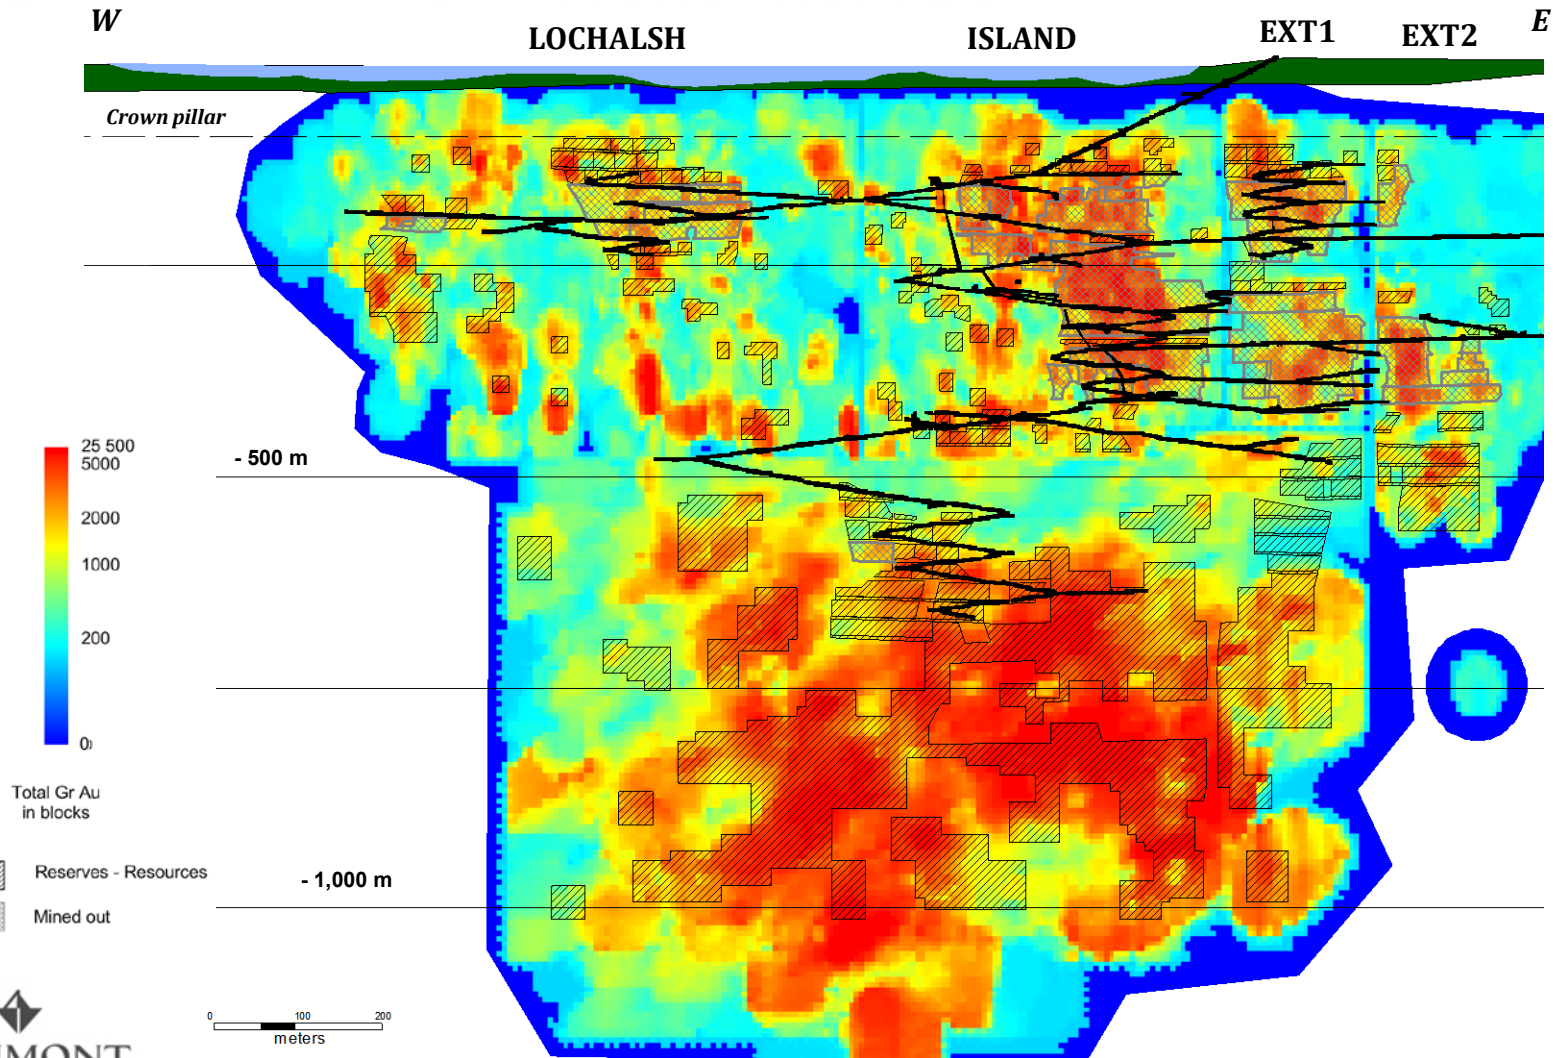 W
E
LOCHALSH
ISLAND
EXT1
EXT2
Crown pillar
25 500
5000
2000
1000
200
0
- 500 m
- 1,000 m
Total Gr Au
in blocks
Reserves - Resources
Mined out
0 100 200
meters